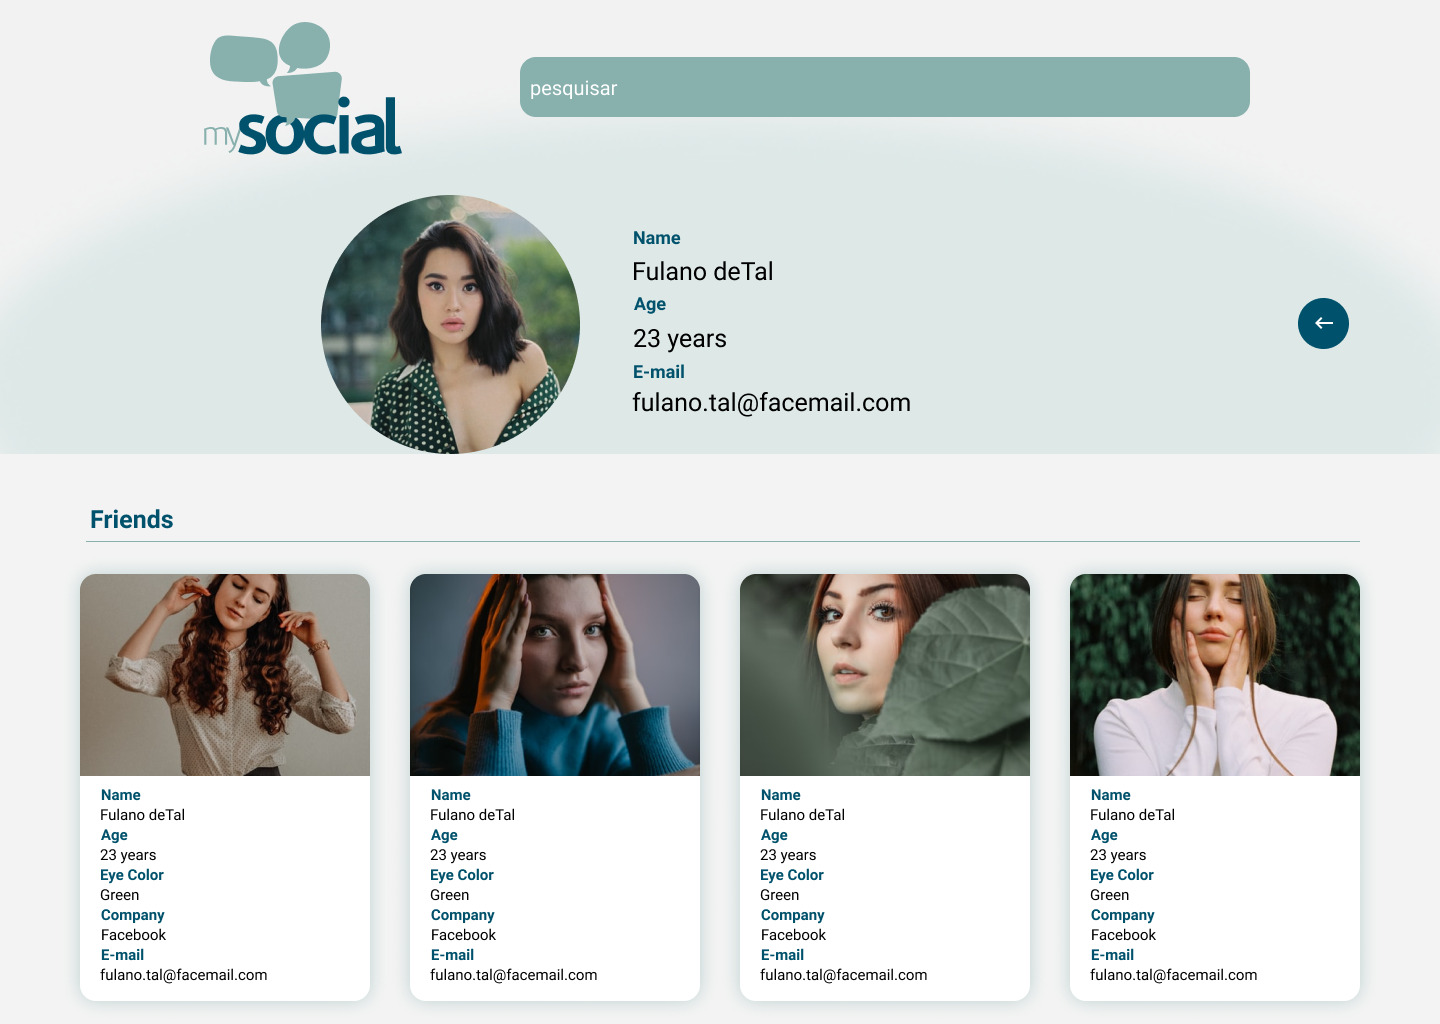 mysocial
pesquisar
Name
Fulano deTal
Age
23 years
E-mail
fulano.tal@facemail.com
Friends
Name
Fulano deTal
Age
23 years
Eye Color
Green
Company
Facebook
E-mail
fulano.tal@facemail.com
Name
Fulano deTal
Age
23 years
Eye Color
Green
Company
Facebook
E-mail
fulano.tal@facemail.com
Name
Fulano deTal
Age
23 years
Eye Color
Green
Company
Facebook
E-mail
fulano.tal@facemail.com
Name
Fulano deTal
Age
23 years
Eye Color
Green
Company
Facebook
E-mail
fulano.tal@facemail.com